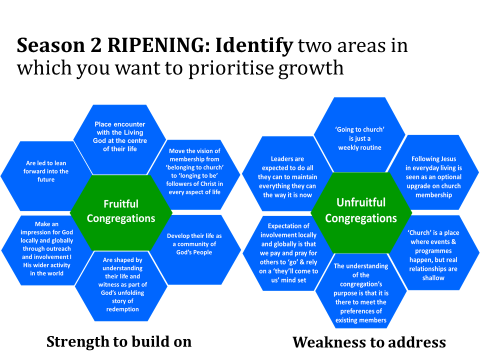 Season 2 RIPENING: Identify two areas in
which you want to prioritise growth
Place encounter
with the Living
God at the centre
of their life
Move the vision of
membership from
'belonging to church'
to 'longing to be'
followers of Christ in
every aspect of life
Develop their life as
a community of
God's People
Are shaped by
understanding
their life and
witness as part of
God's unfolding
story of
redemption
Make an
impression for God
locally and globally
through outreach
and involvement I
His wider activity
in the world
Are led to lean
forward into the
future
Fruitful
Congregations
Strength to build on
'Going to church'
is just a
weekly routine
Following Jesus
in everyday living is
seen as an optional
upgrade on church
membership
'Church' is a place
where events &
programmes
happen, but real
relationships are
shallow
The understanding
of the
congregation's
purpose is that it is
there to meet the
preferences of
existing members
Expectation of
involvement locally
and globally is that
we pay and pray for
others to 'go' & rely
on a 'they'll come to
us' mind set
Leaders are
expected to do all
they can to maintain
everything they can
the way it is now
Unfruitful
Congregations
Weakness to address